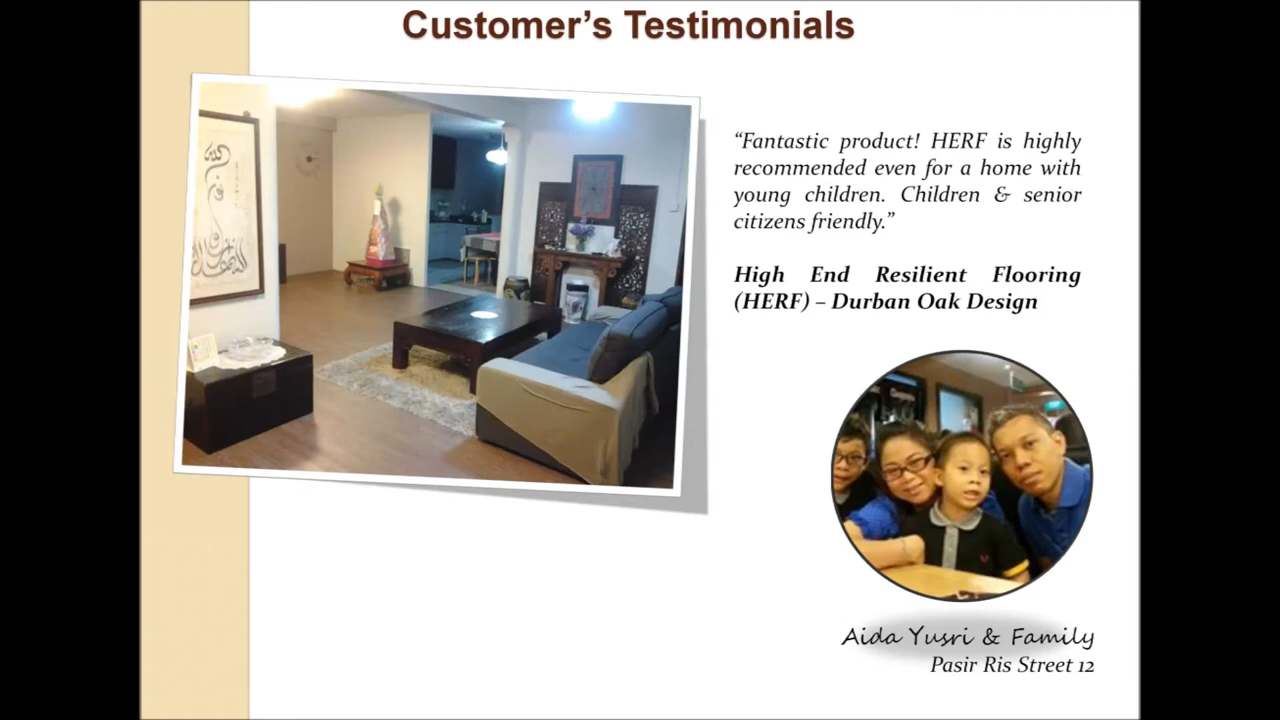 Customer’s Testimonials
“Fantastic product! HERF is highly
recommended even for a home with
young children. Children & senior
citizens friendly.”
High End Resilient Flooring
(HERF) – Durban Oak Design
Aida Yusri & Family
Pasir Ris Street 12